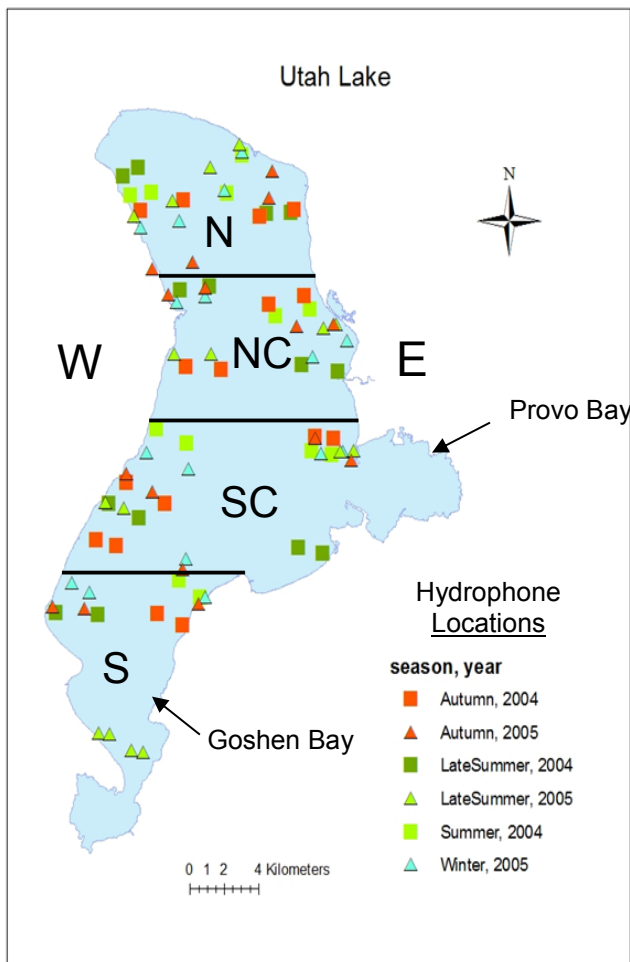 Utah Lake
N
N
NC
W
E
Provo Bay
SC
Hydrophone
Locations
S
season, year
Autumn, 2004
Goshen Bay
Autumn, 2005
LateSummer, 2004
LateSummer, 2005
Summer, 2004
0 1 2 4 Kilometers
Winter, 2005